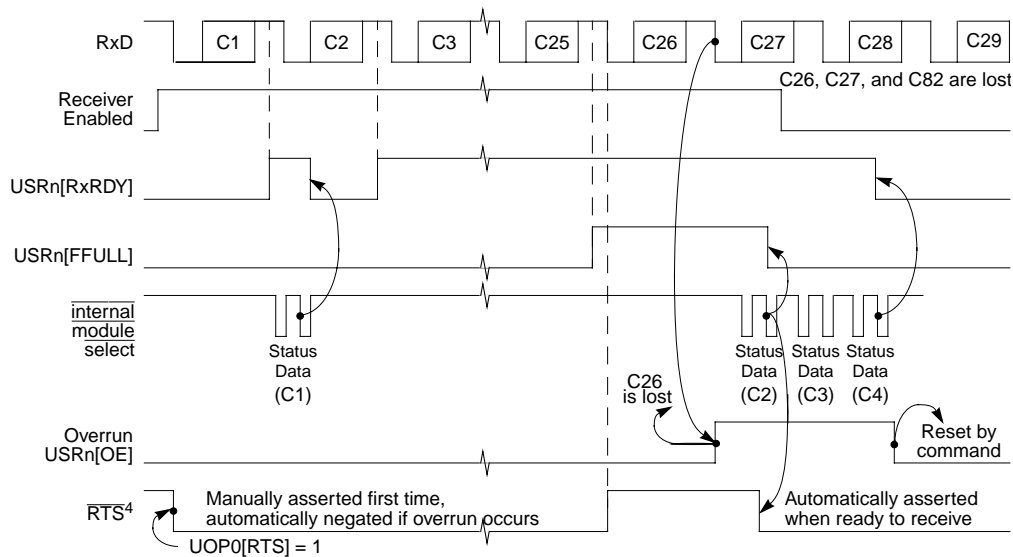 RxD
C1
C2
C3
C25
C26
C27
C28
C29
C26, C27, and C82 are lost
Receiver
Enabled
USRn[RxRDY]
USRn[FFULL]
internal
module
select
Status
Data
(C1)
Status
Data
(C2)
Status
Data
(C3)
Status
Data
(C4)
C26
is lost
Overrun
USRn[OE]
Reset by
command
RTS4
Manually asserted first time,
automatically negated if overrun occurs
Automatically asserted
when ready to receive
UOP0[RTS] = 1